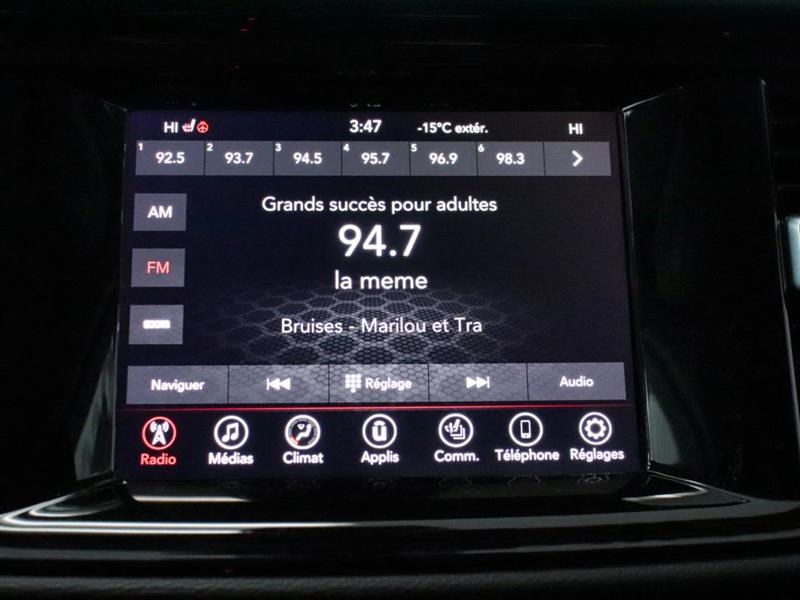 HI 3:47 -15°C extér. HI
1 92.5 2 93.7 3 94.5 4 95.7 5 96.9 6 98.3
AM
Grands succès pour adultes
94.7
FM
la meme
Bruises - Marilou et Tra
Naviguer Réglage Audio
Radio Médias Climat Applis Comm. Téléphone Réglages